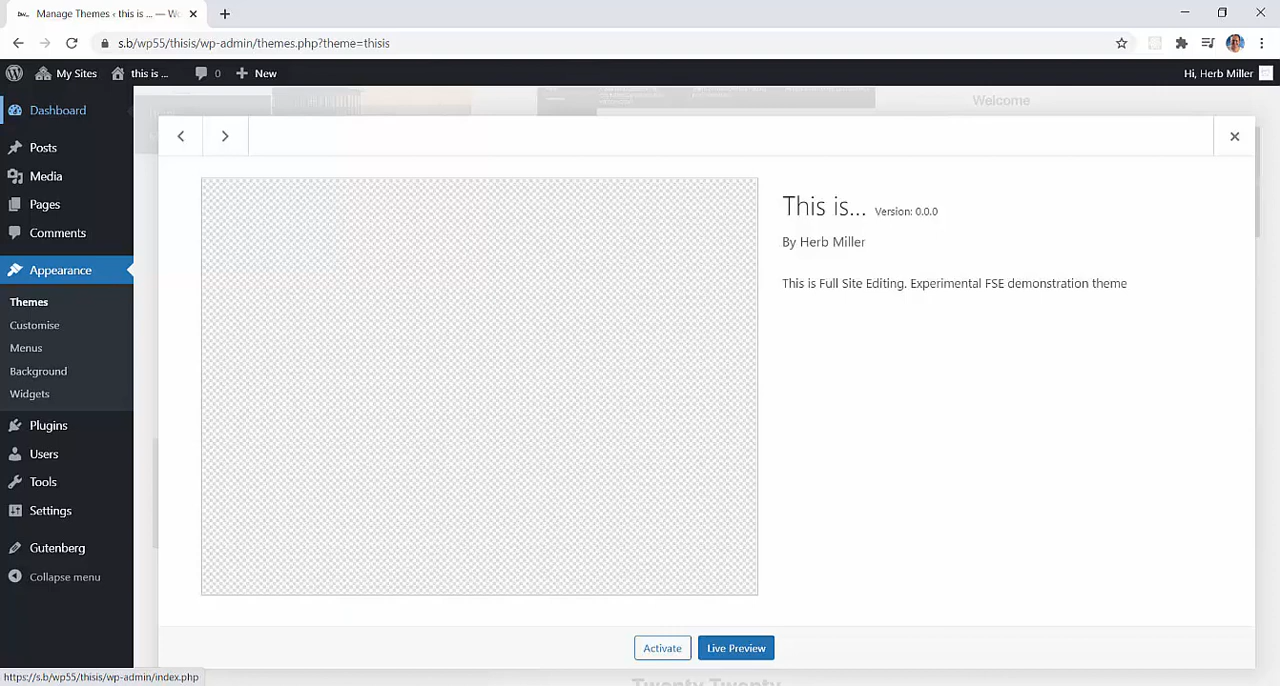 Manage Themes ‹ this is ... — Wo
s.b/wp55/thisis/wp-admin/themes.php?theme=thisis
My Sites this is ... 0 New Hi, Herb Miller
Dashboard
Welcome
Posts
Media
Pages
Comments
Appearance
Themes
Customise
Menus
Background
Widgets
Plugins
Users
Tools
Settings
Gutenberg
Collapse menu
This is... Version: 0.0.0
By Herb Miller
This is Full Site Editing. Experimental FSE demonstration theme
Activate Live Preview
https://s.b/wp55/thisis/wp-admin/index.php
Twenty Twenty